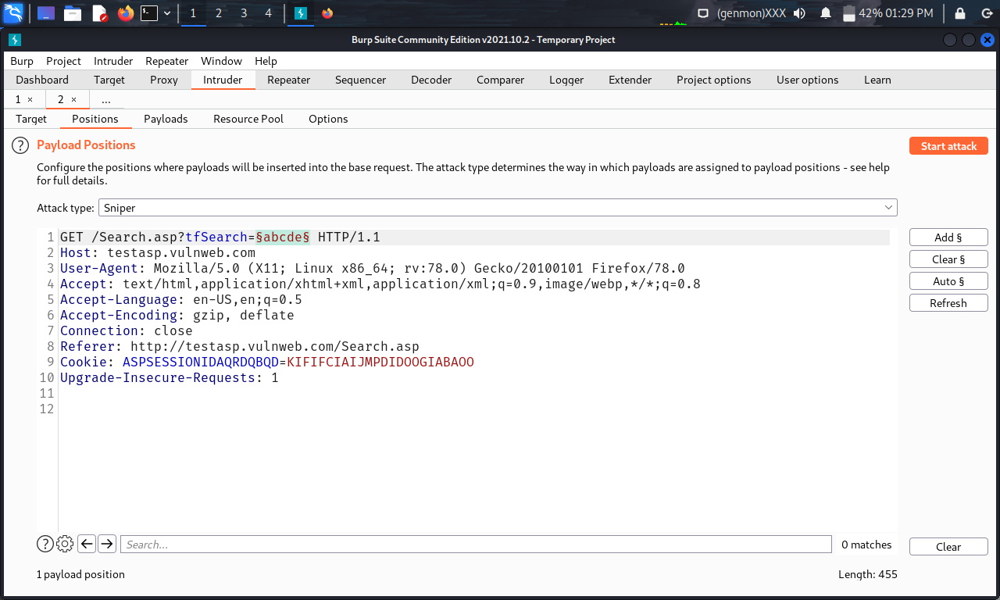 1 2 3 4 (genmon)XXX 42% 01:29 PM
Burp Suite Community Edition v2021.10.2 - Temporary Project
Burp Project Intruder Repeater Window Help
Dashboard Target Proxy Intruder Repeater Sequencer Decoder Comparer Logger Extender Project options User options Learn
1 × 2 × ...
Target Positions Payloads Resource Pool Options
? Payload Positions Start attack
Configure the positions where payloads will be inserted into the base request. The attack type determines the way in which payloads are assigned to payload positions - see help
for full details.
Attack type: Sniper
1 GET /Search.asp?tfSearch=§abcde§ HTTP/1.1 Add §
2 Host: testasp.vulnweb.com Clear §
3 User-Agent: Mozilla/5.0 (X11; Linux x86_64; rv:78.0) Gecko/20100101 Firefox/78.0
4 Accept: text/html,application/xhtml+xml,application/xml;q=0.9,image/webp,*/*;q=0.8 Auto §
5 Accept-Language: en-US,en;q=0.5 Refresh
6 Accept-Encoding: gzip, deflate
7 Connection: close
8 Referer: http://testasp.vulnweb.com/Search.asp
9 Cookie: ASPSESSIONIDAQRDQBQD=KIFIFCIAIJMPDIDOOGIABAOO
10 Upgrade-Insecure-Requests: 1
11
12
? Search... 0 matches Clear
1 payload position Length: 455